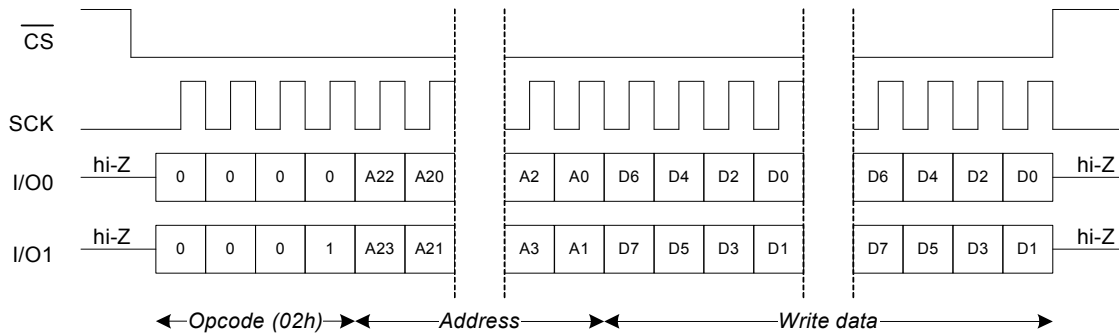 CS
SCK
I/O0 hi-Z 0 0 0 0 A22 A20 A2 A0 D6 D4 D2 D0 D6 D4 D2 D0 hi-Z
I/O1 hi-Z 0 0 0 1 A23 A21 A3 A1 D7 D5 D3 D1 D7 D5 D3 D1 hi-Z
Opcode (02h) Address Write data